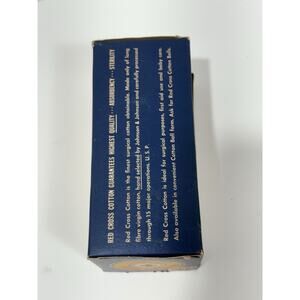 RED CROSS COTTON GUARANTEES HIGHEST QUALITY---ABSORBENCY---STERILITY
Red Cross Cotton is the finest surgical cotton obtainable. Made only of long
fibre virgin cotton, hand selected by Johnson & Johnson and carefully processed
through 15 major operations. U. S. P.
Red Cross Cotton is ideal for surgical purposes, first aid use and baby care.
Also available in convenient Cotton Ball form. Ask for Red Cross Cotton Balls.